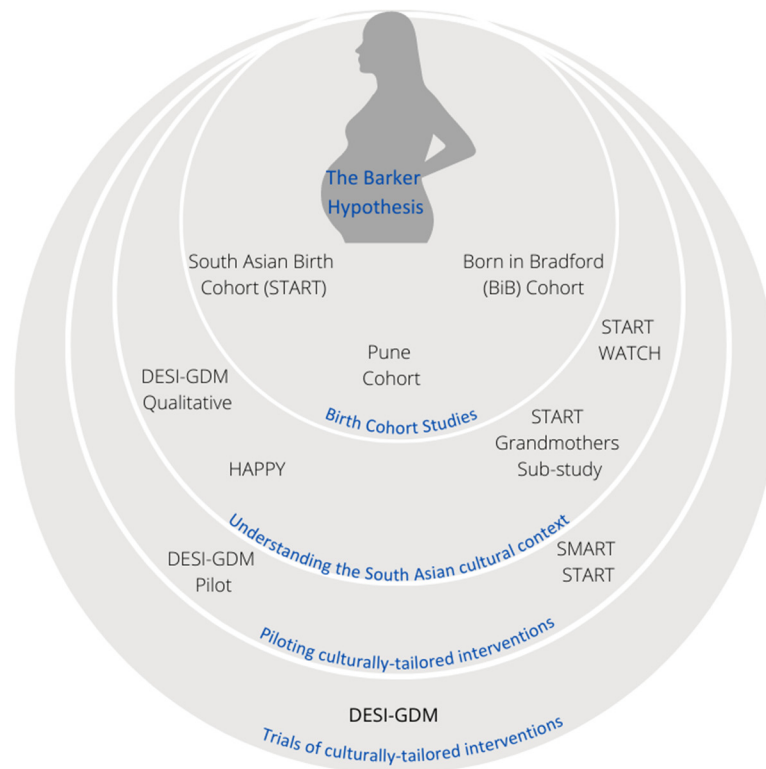 The Barker
Hypothesis
South Asian Birth
Cohort (START)
Born in Bradford
(BiB) Cohort
Pune
Cohort
Birth Cohort Studies
START
WATCH
DESI-GDM
Qualitative
START
Grandmothers
Sub-study
HAPPY
Understanding the South Asian cultural context
DESI-GDM
Pilot
SMART
START
Piloting culturally-tailored interventions
DESI-GDM
Trials of culturally-tailored interventions